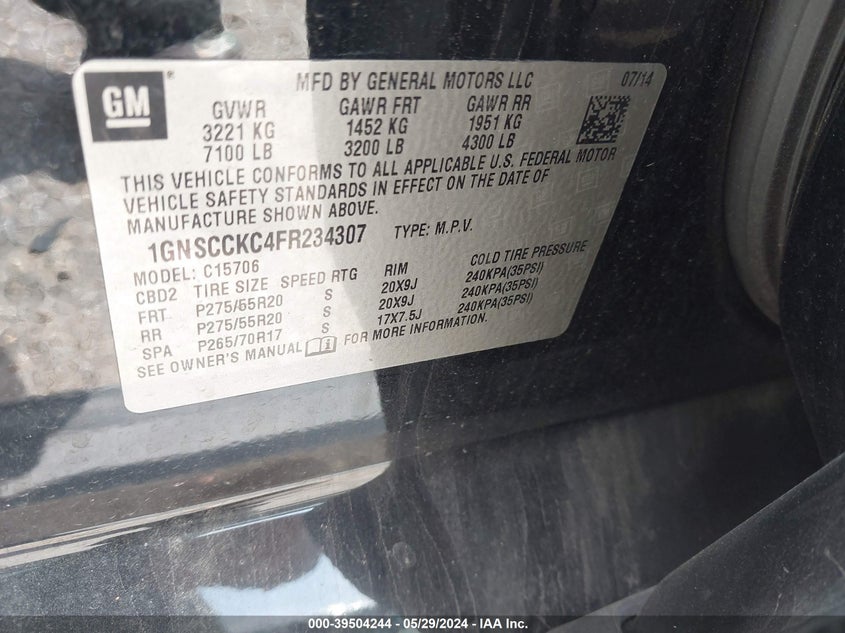 GM ®
MFD BY GENERAL MOTORS LLC 07/14
GVWR GAWR FRT GAWR RR
3221 KG 1452 KG 1951 KG
7100 LB 3200 LB 4300 LB
THIS VEHICLE CONFORMS TO ALL APPLICABLE U.S. FEDERAL MOTOR
VEHICLE SAFETY STANDARDS IN EFFECT ON THE DATE OF
MANUFACTURE SHOWN ABOVE.
1GNSCCKC4FR234307 TYPE: M.P.V.
MODEL: C15706
CBD2 TIRE SIZE SPEED RTG RIM COLD TIRE PRESSURE
FRT P275/55R20 S 20X9J 240KPA(35PSI)
RR P275/55R20 S 20X9J 240KPA(35PSI)
SPA P265/70R17 S 17X7.5J 240KPA(35PSI)
SEE OWNER'S MANUAL FOR MORE INFORMATION.
000-39504244 - 05/29/2024 - IAA Inc.